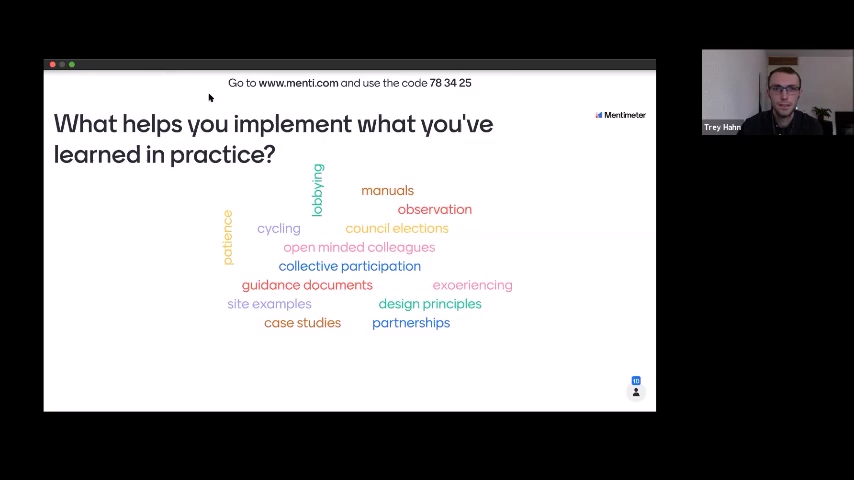 Go to www.menti.com and use the code 78 34 25
What helps you implement what you've
learned in practice?
Mentimeter
Trey Hahn
lobbying
manuals
observation
patience
cycling
council elections
open minded colleagues
collective participation
guidance documents
exoeriencing
site examples
design principles
case studies
partnerships
10